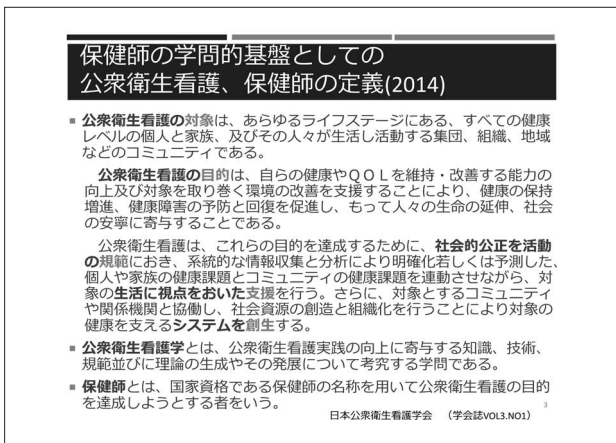 保健師の学問的基盤としての
公衆衛生看護、保健師の定義(2014)
■ 公衆衛生看護の対象は、あらゆるライフステージにある、すべての健康
レベルの個人と家族、及びその人々が生活し活動する集団、組織、地域
などのコミュニティである。
公衆衛生看護の目的は、自らの健康やＱＯＬを維持・改善する能力の
向上及び対象を取り巻く環境の改善を支援することにより、健康の保持
増進、健康障害の予防と回復を促進し、もって人々の生命の延伸、社会
の安寧に寄与することである。
公衆衛生看護は、これらの目的を達成するために、社会的公正を活動
の規範におき、系統的な情報収集と分析により明確化若しくは予測した、
個人や家族の健康課題とコミュニティの健康課題を連動させながら、対
象の生活に視点をおいた支援を行う。さらに、対象とするコミュニティ
や関係機関と協働し、社会資源の創造と組織化を行うことにより対象の
健康を支えるシステムを創生する。
■ 公衆衛生看護学とは、公衆衛生看護実践の向上に寄与する知識、技術、
規範並びに理論の生成やその発展について考究する学問である。
■ 保健師とは、国家資格である保健師の名称を用いて公衆衛生看護の目的
を達成しようとする者をいう。
3
日本公衆衛生看護学会　（学会誌VOL3.NO1）